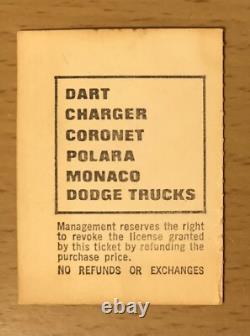 DART
CHARGER
CORONET
POLARA
MONACO
DODGE TRUCKS
Management reserves the right
to revoke the license granted
by this ticket by refunding the
purchase price.
NO REFUNDS OR EXCHANGES
ebay